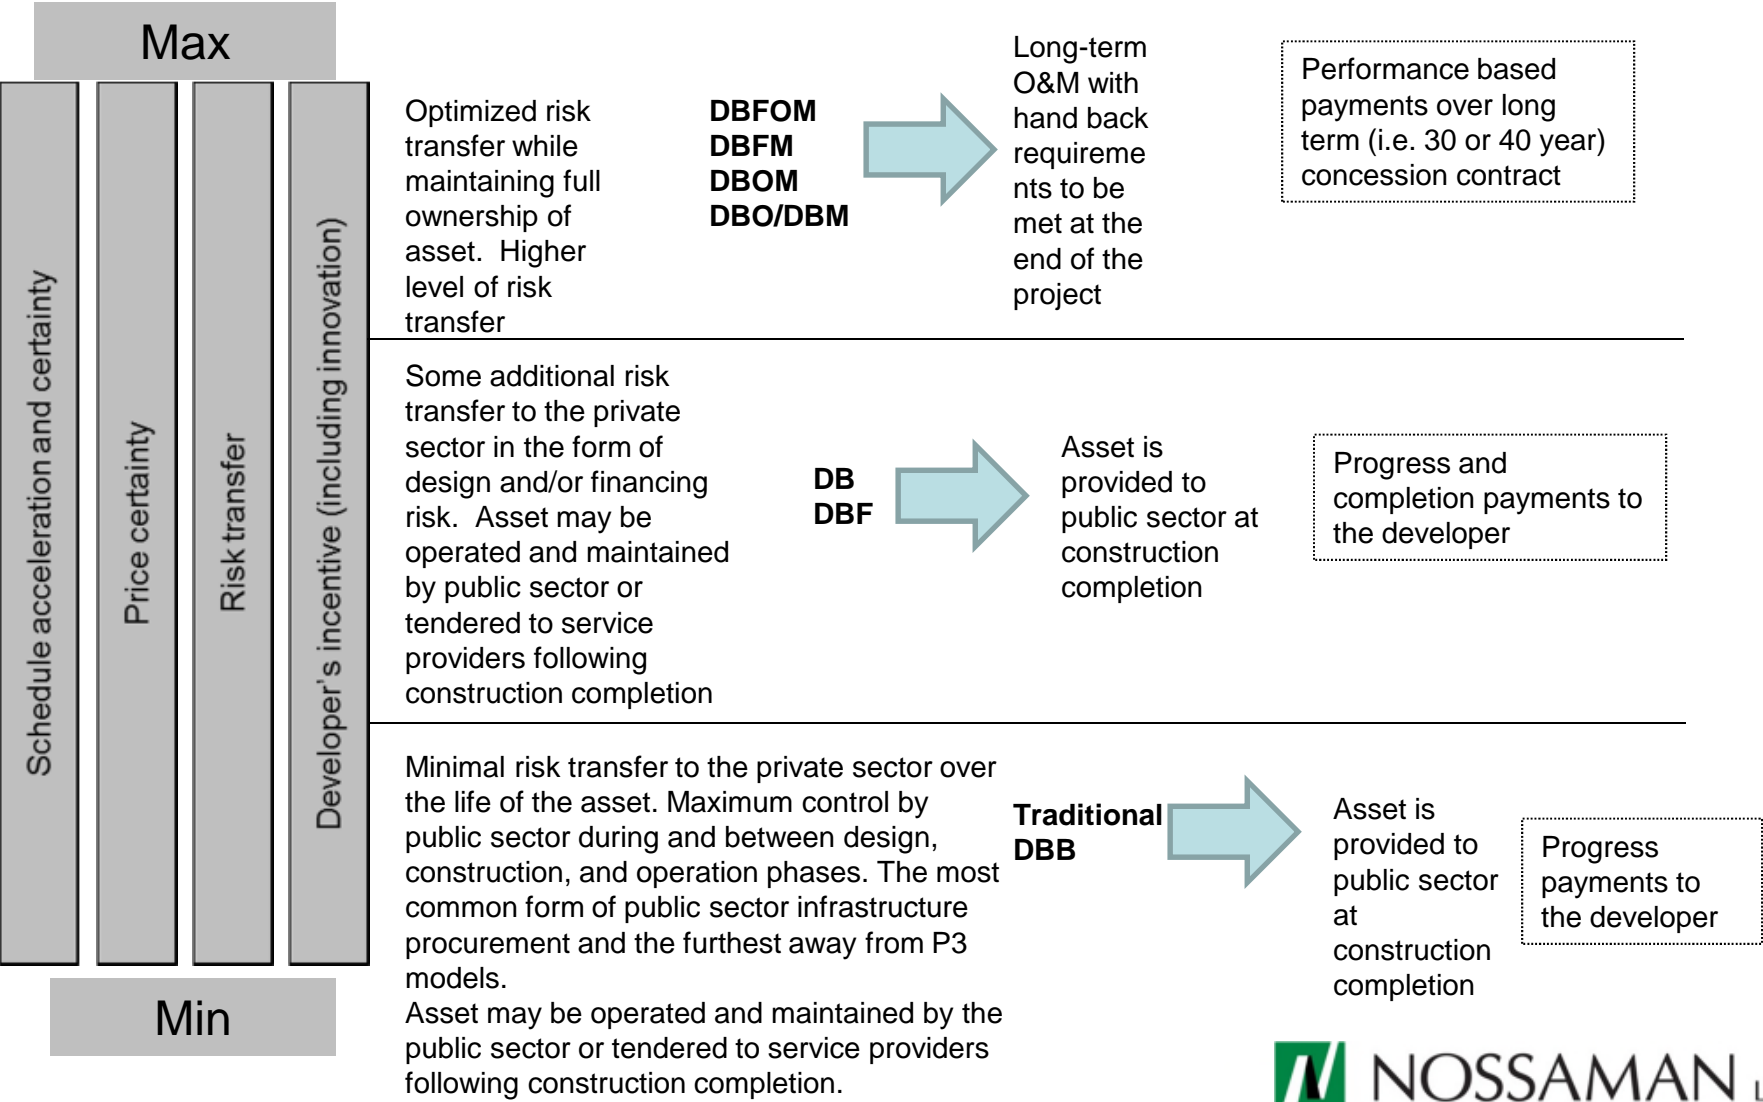 Max
Schedule acceleration and certainty
Price certainty
Risk transfer
Developer's incentive (including innovation)
Min
Optimized risk
transfer while
maintaining full
ownership of
asset.  Higher
level of risk
transfer
DBFOM
DBFM
DBOM
DBO/DBM
Long-term
O&M with
hand back
requireme
nts to be
met at the
end of the
project
Performance based
payments over long
term (i.e. 30 or 40 year)
concession contract
Some additional risk
transfer to the private
sector in the form of
design and/or financing
risk.  Asset may be
operated and maintained
by public sector or
tendered to service
providers following
construction completion
DB
DBF
Asset is
provided to
public sector at
construction
completion
Progress and
completion payments to
the developer
Minimal risk transfer to the private sector over
the life of the asset. Maximum control by
public sector during and between design,
construction, and operation phases. The most
common form of public sector infrastructure
procurement and the furthest away from P3
models.
Asset may be operated and maintained by the
public sector or tendered to service providers
following construction completion.
Traditional
DBB
Asset is
provided to
public sector
at
construction
completion
Progress
payments to
the developer
NOSSAMAN